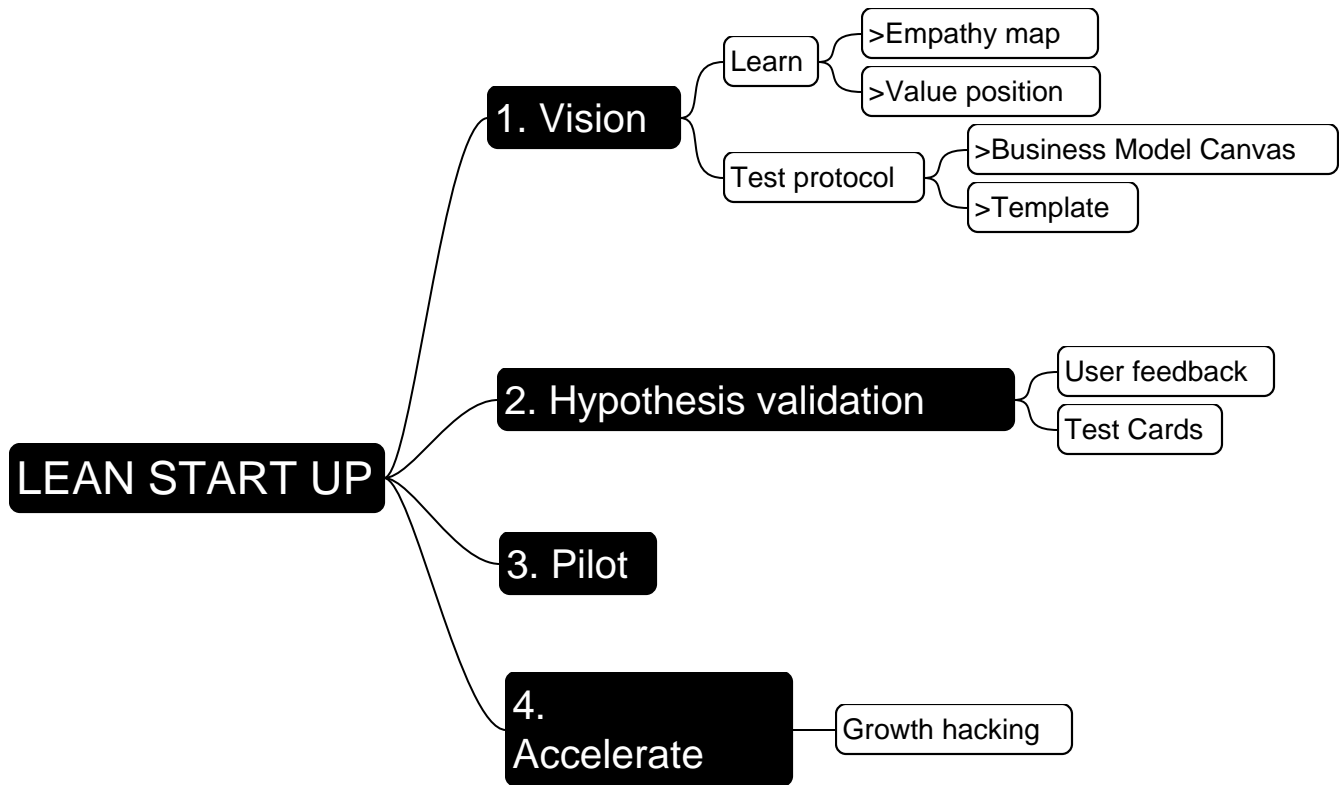 LEAN START UP
1. Vision
Learn
>Empathy map
>Value position
Test protocol
>Business Model Canvas
>Template
2. Hypothesis validation
User feedback
Test Cards
3. Pilot
4.
Accelerate
Growth hacking